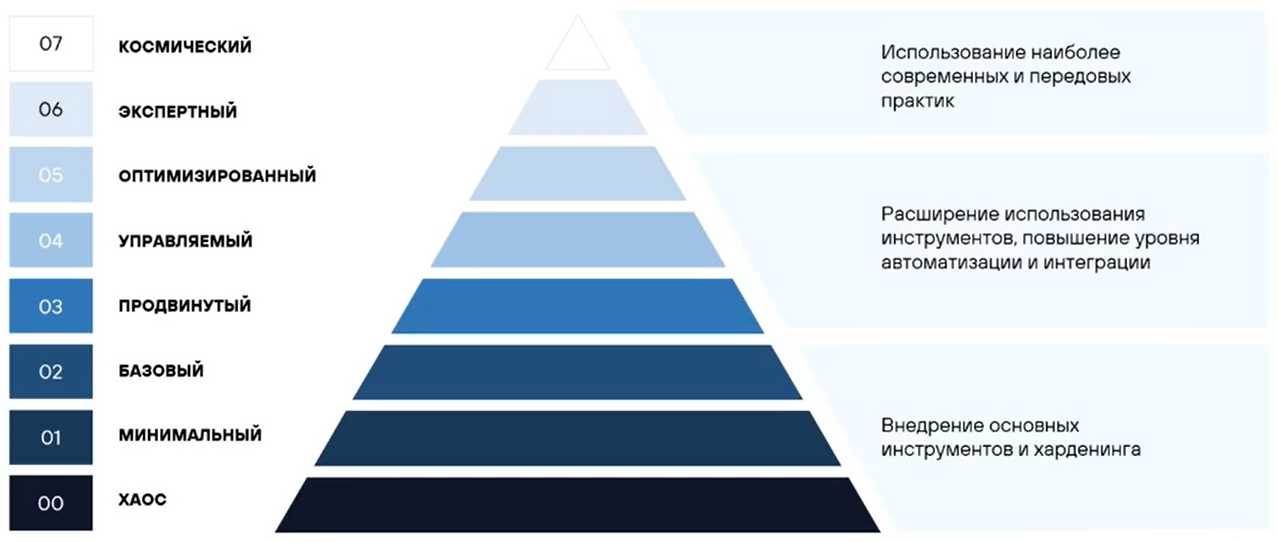 07 КОСМИЧЕСКИЙ
Использование наиболее
современных и передовых
практик
06 ЭКСПЕРТНЫЙ
05 ОПТИМИЗИРОВАННЫЙ
04 УПРАВЛЯЕМЫЙ
Расширение использования
инструментов, повышение уровня
автоматизации и интеграции
03 ПРОДВИНУТЫЙ
02 БАЗОВЫЙ
01 МИНИМАЛЬНЫЙ
Внедрение основных
инструментов и харденинга
00 ХАОС